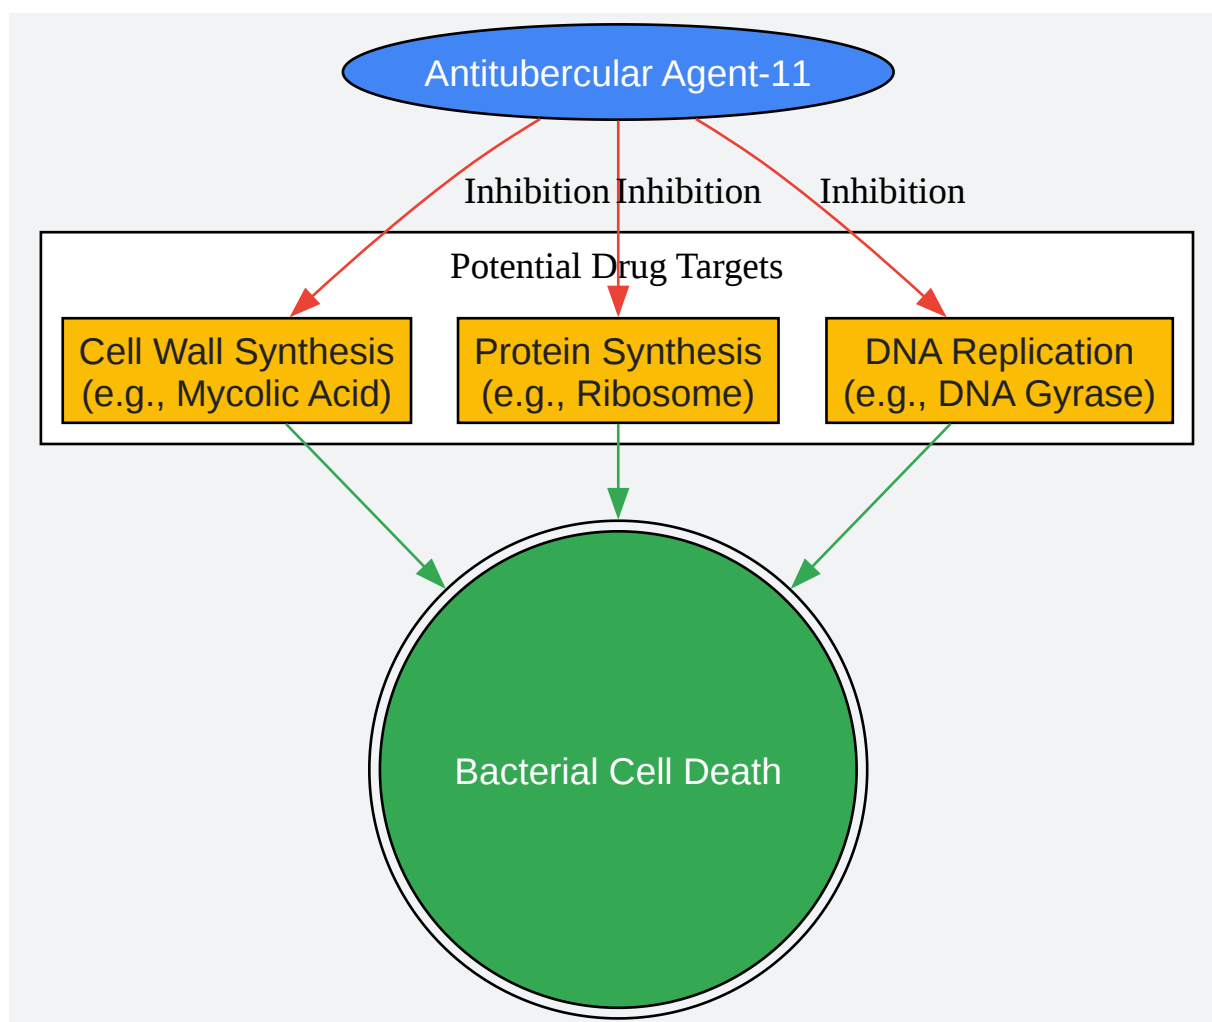 Antitubercular Agent-11
Inhibition
Inhibition
Inhibition
Potential Drug Targets
Cell Wall Synthesis
(e.g., Mycolic Acid)
Protein Synthesis
(e.g., Ribosome)
DNA Replication
(e.g., DNA Gyrase)
Bacterial Cell Death